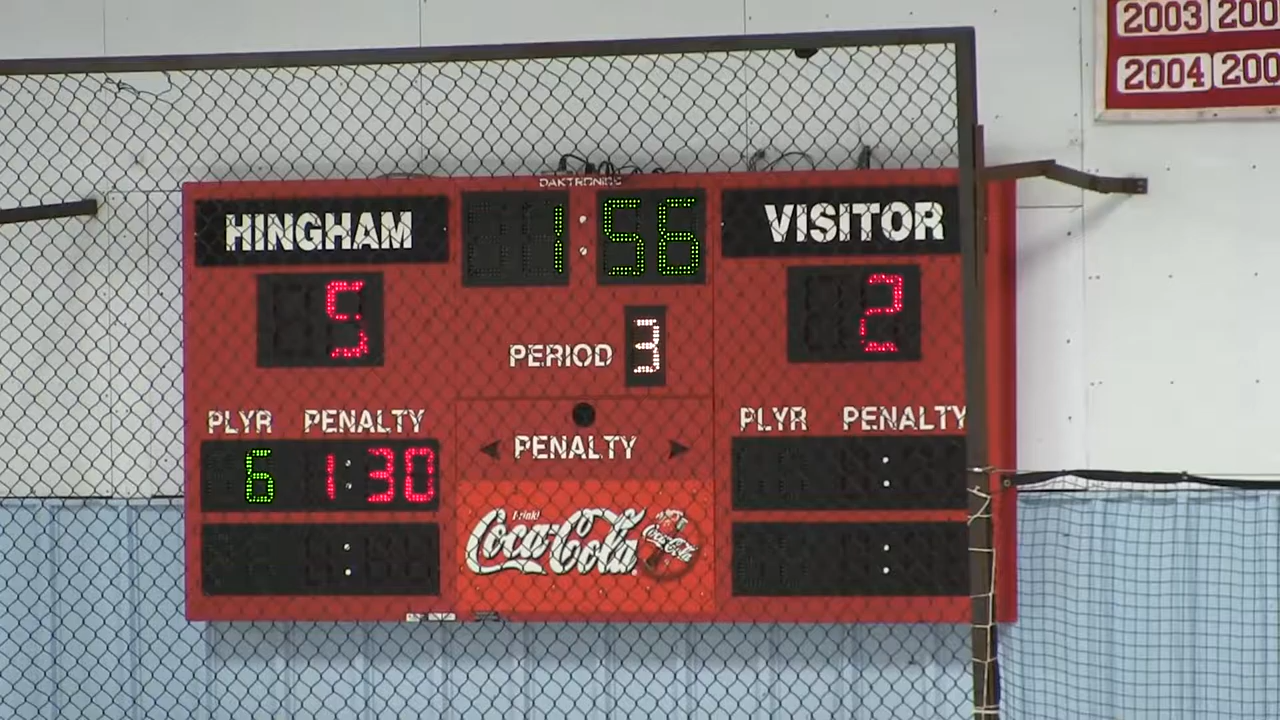 2003 200
2004 200
DAKTRONICS
HINGHAM 1:56 VISITOR
5 2
PERIOD 3
PLYR PENALTY PLYR PENALTY
PENALTY
6 1:30
Drink
Coca-Cola Coca-Cola